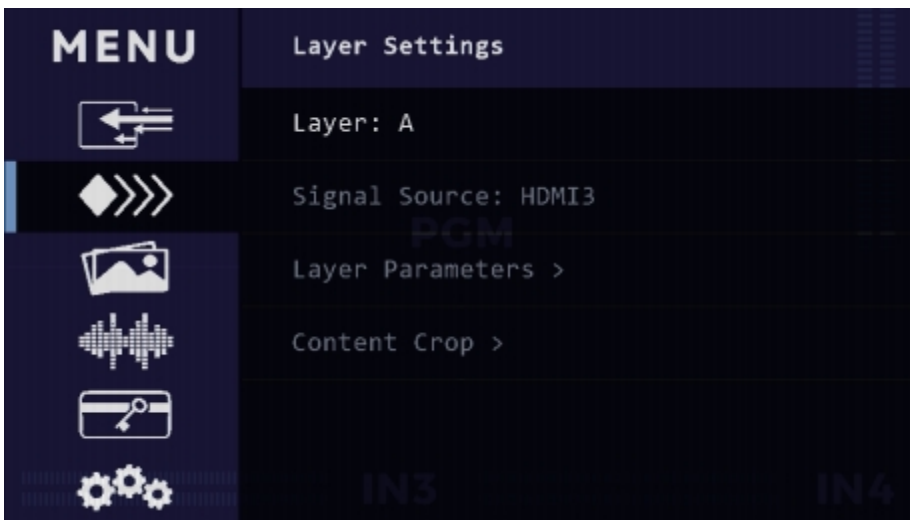 MENU
Layer Settings
Layer: A
Signal Source: HDMI3
PGM
Layer Parameters >
Content Crop >
IN3
IN4